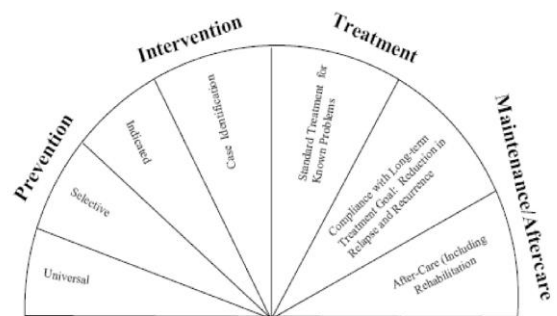 Prevention
Intervention
Treatment
Maintenance/Aftercare
Universal
Selective
Indicated
Case Identification
Standard Treatment for
Known Problems
Compliance with Long-term
Treatment Goal: Reduction in
Relapse and Recurrence
After-Care (Including
Rehabilitation